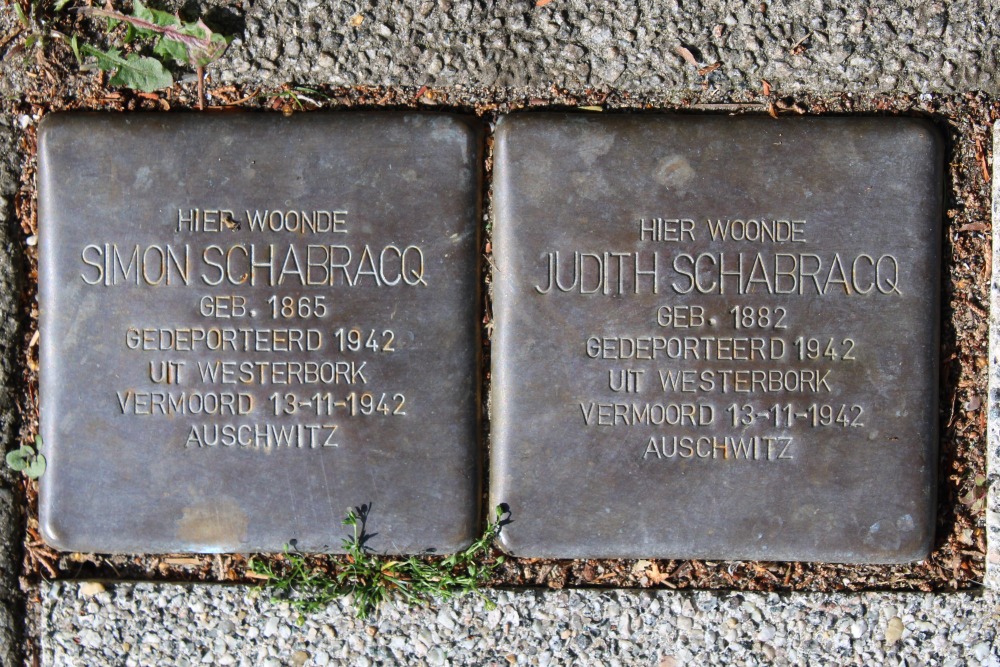 HIER WOONDE
SIMON SCHABRACQ
GEB. 1865
GEDEPORTEERD 1942
UIT WESTERBORK
VERMOORD 13-11-1942
AUSCHWITZ
HIER WOONDE
JUDITH SCHABRACQ
GEB. 1882
GEDEPORTEERD 1942
UIT WESTERBORK
VERMOORD 13-11-1942
AUSCHWITZ